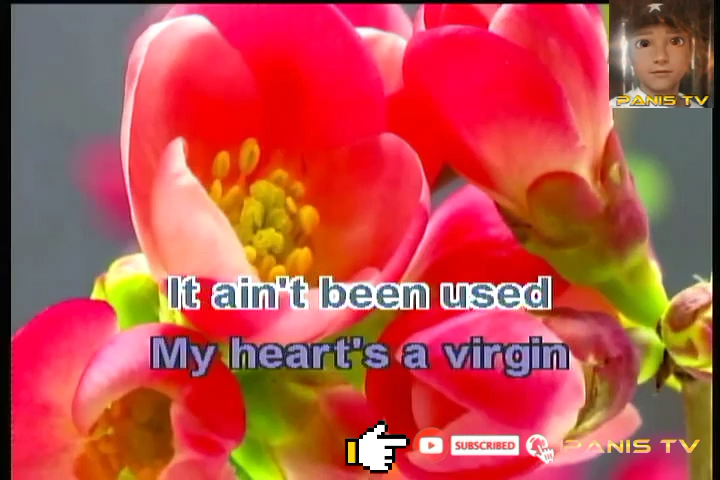 PANIS TV
It ain't been used
My heart's a virgin
SUBSCRIBED
PANIS TV